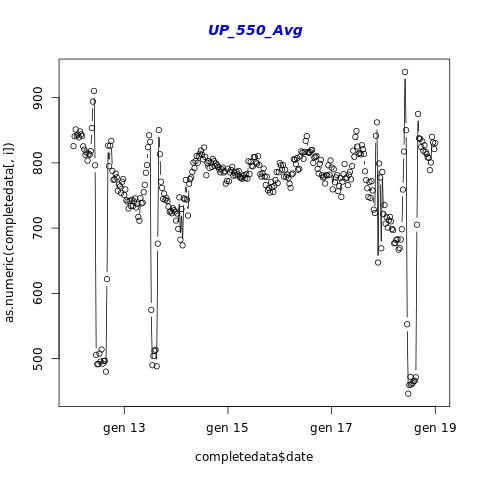 UP_550_Avg
as.numeric(completedata[, i])
900
800
700
600
500
gen 13
gen 15
gen 17
gen 19
completedata$date